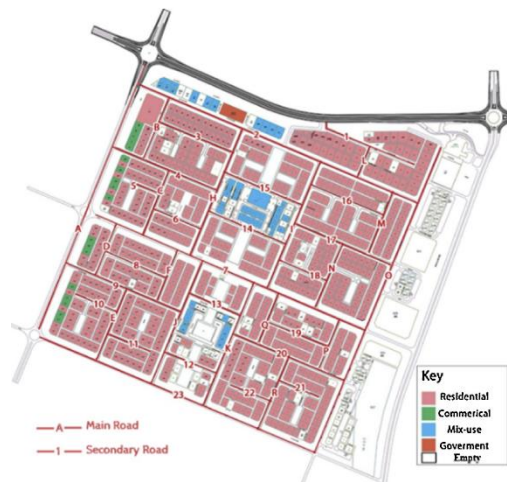 1
2
B
3
L
4
15
16
5
C
H
I
M
6
14
17
A
D
18
N
O
8
F
7
9
13
10
E
J
Q
19
K
P
11
20
12
21
23
22
R
A Main Road
1 Secondary Road
Key
Residential
Commerical
Mix-use
Goverment
Empty